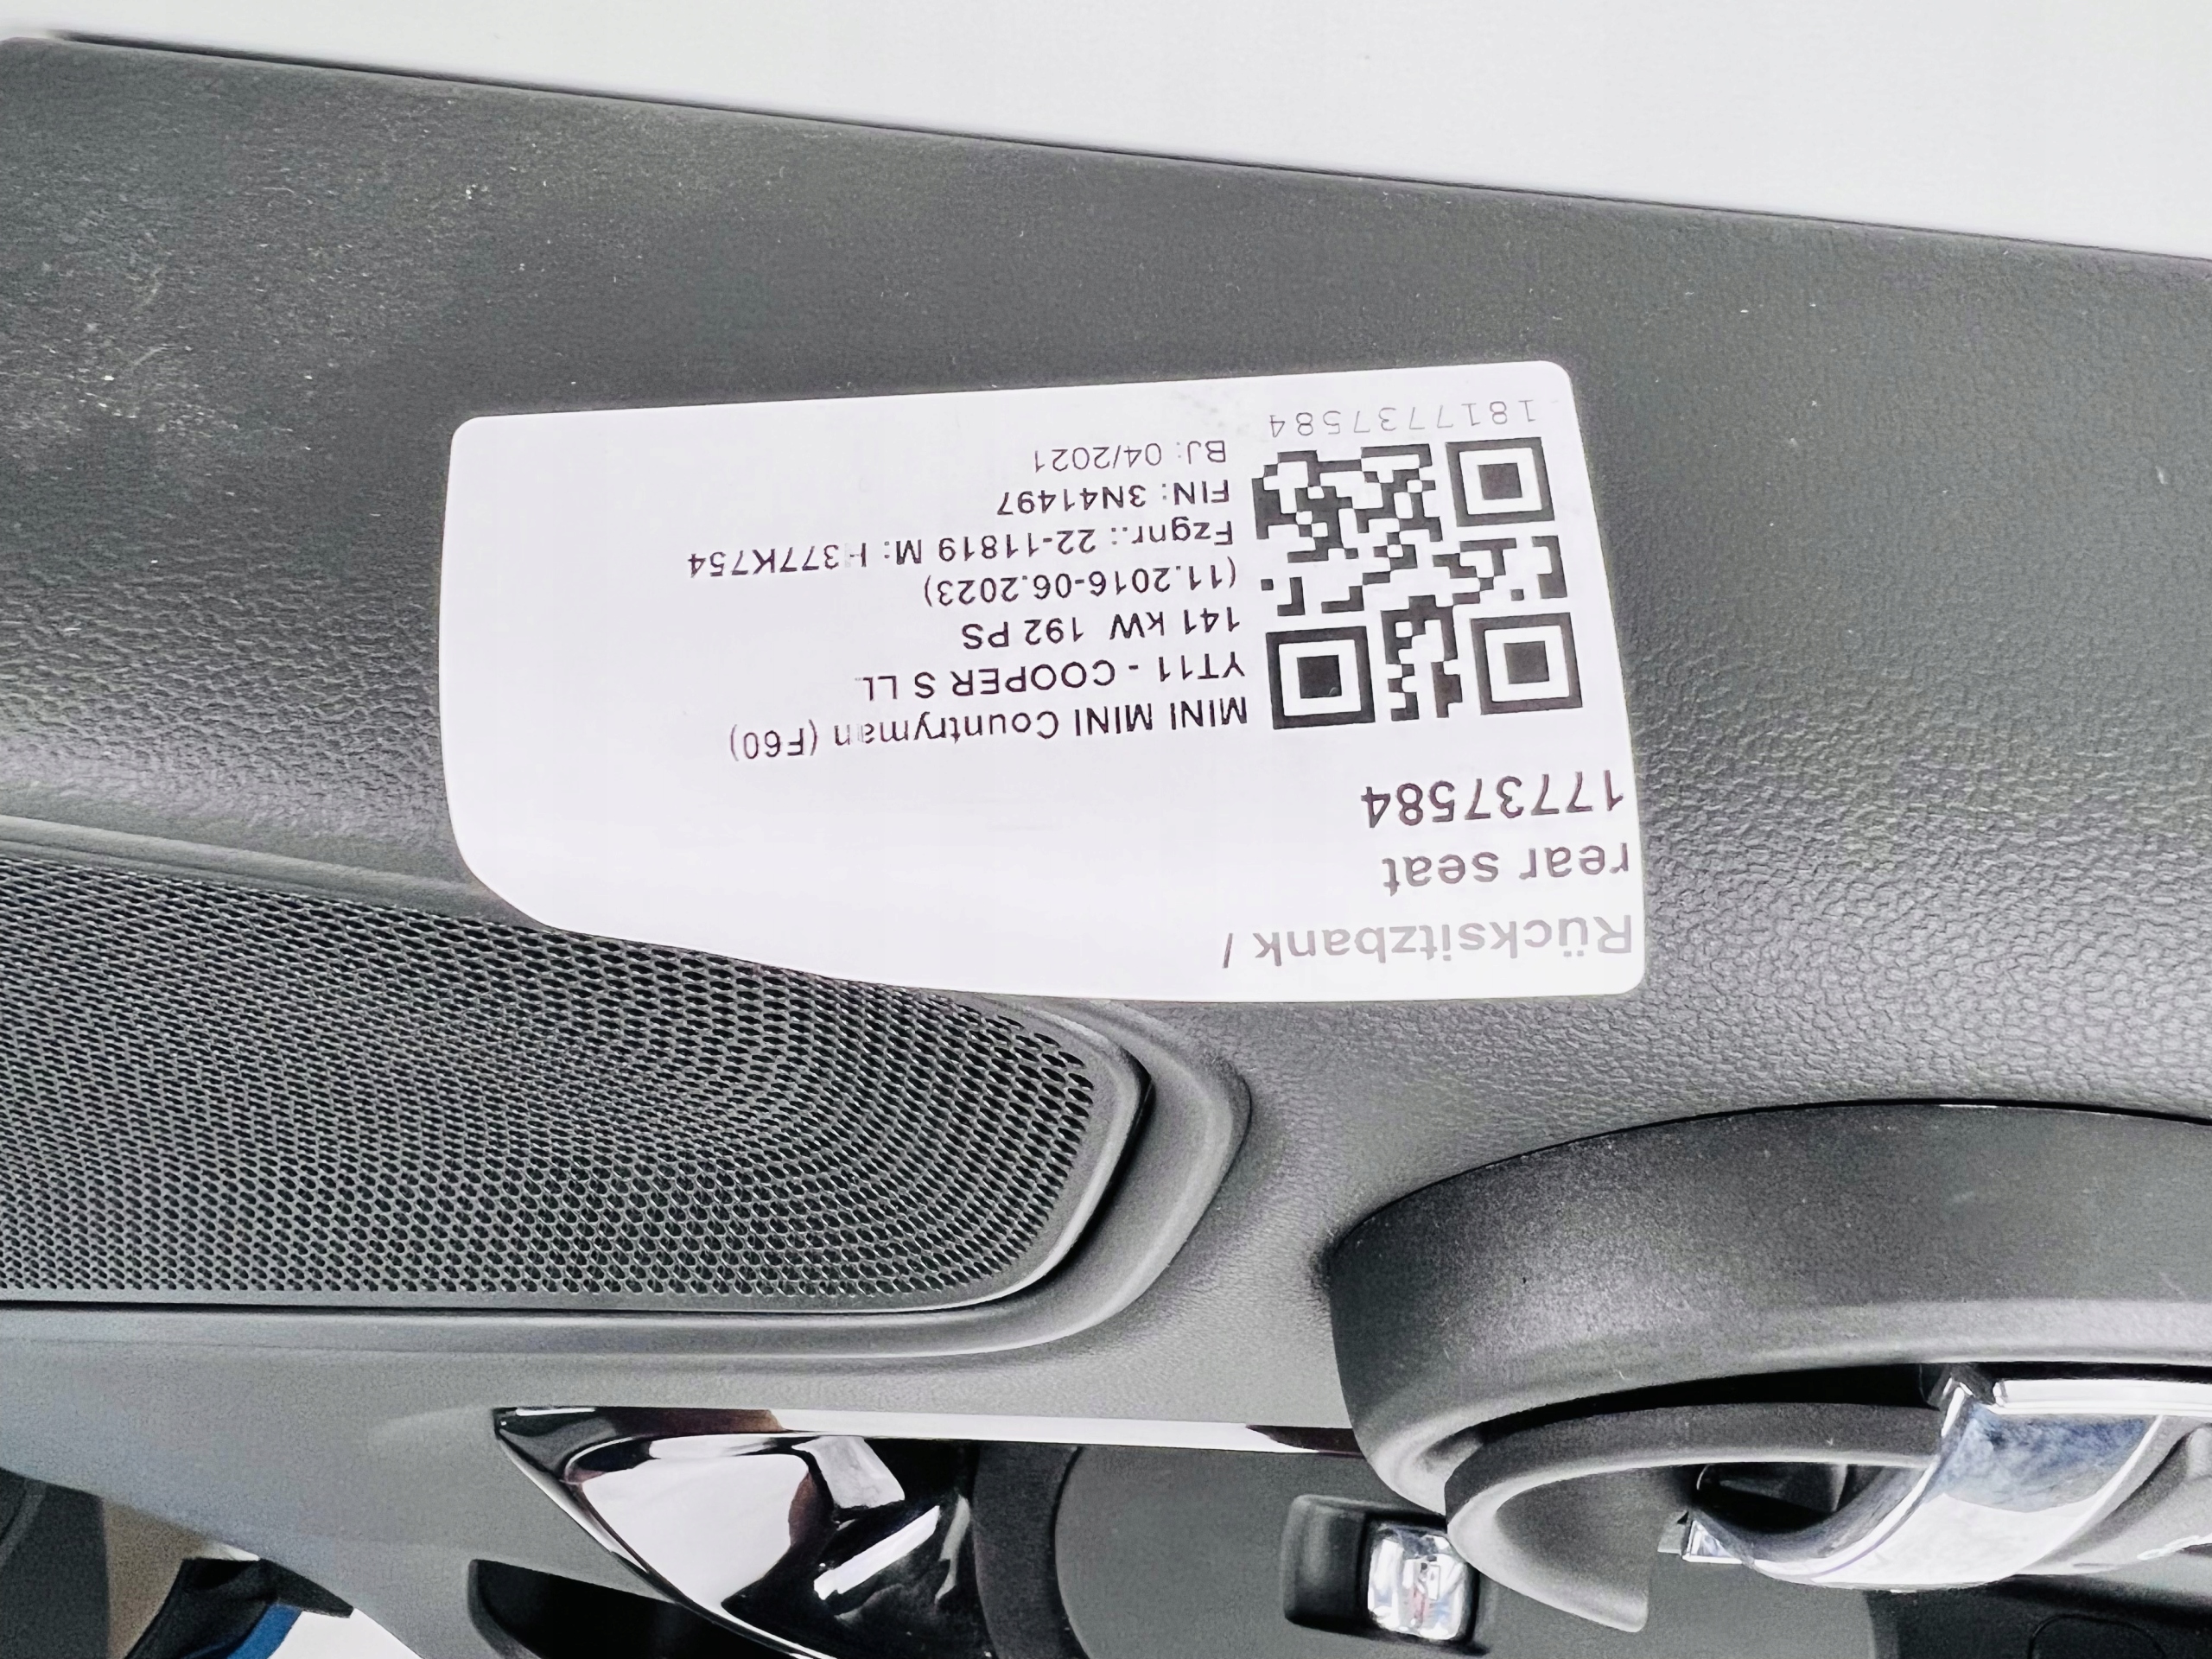 Rücksitzbank /
rear seat
17737584
MINI MINI Countryman (F60)
YT11 - COOPER S LL
141 kW 192 PS
(11.2016-06.2023)
Fzgnr.: 22-11819 M: H377K754
FIN: 3N41497
BJ: 04/2021
1817737584